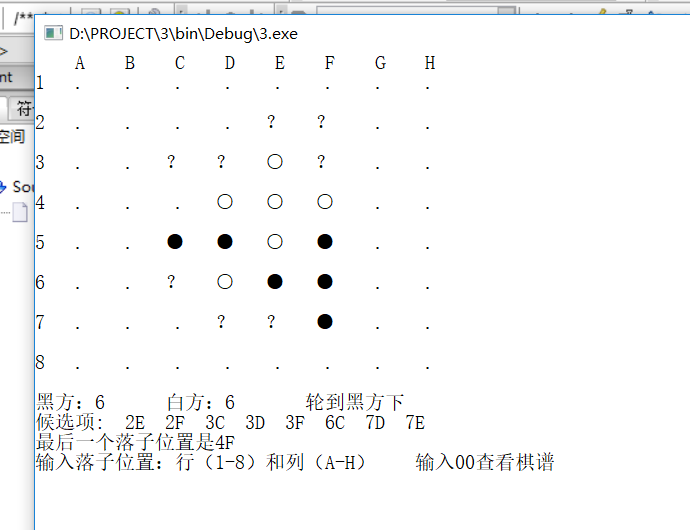 /**
D:\PROJECT\3\bin\Debug\3.exe
A B C D E F G H
1 . . . . . . . .
2 . . . . ? ? . .
3 . . ? ? ○ ? . .
4 . . . ○ ○ ○ . .
5 . . ● ● ○ ● . .
6 . . ? ○ ● ● . .
7 . . . ? ? ● . .
8 . . . . . . . .
黑方: 6 白方: 6 轮到黑方下
候选项: 2E 2F 3C 3D 3F 6C 7D 7E
最后一个落子位置是4F
输入落子位置: 行（1-8）和列（A-H） 输入00查看棋谱
>
nt
符
空间
Sou